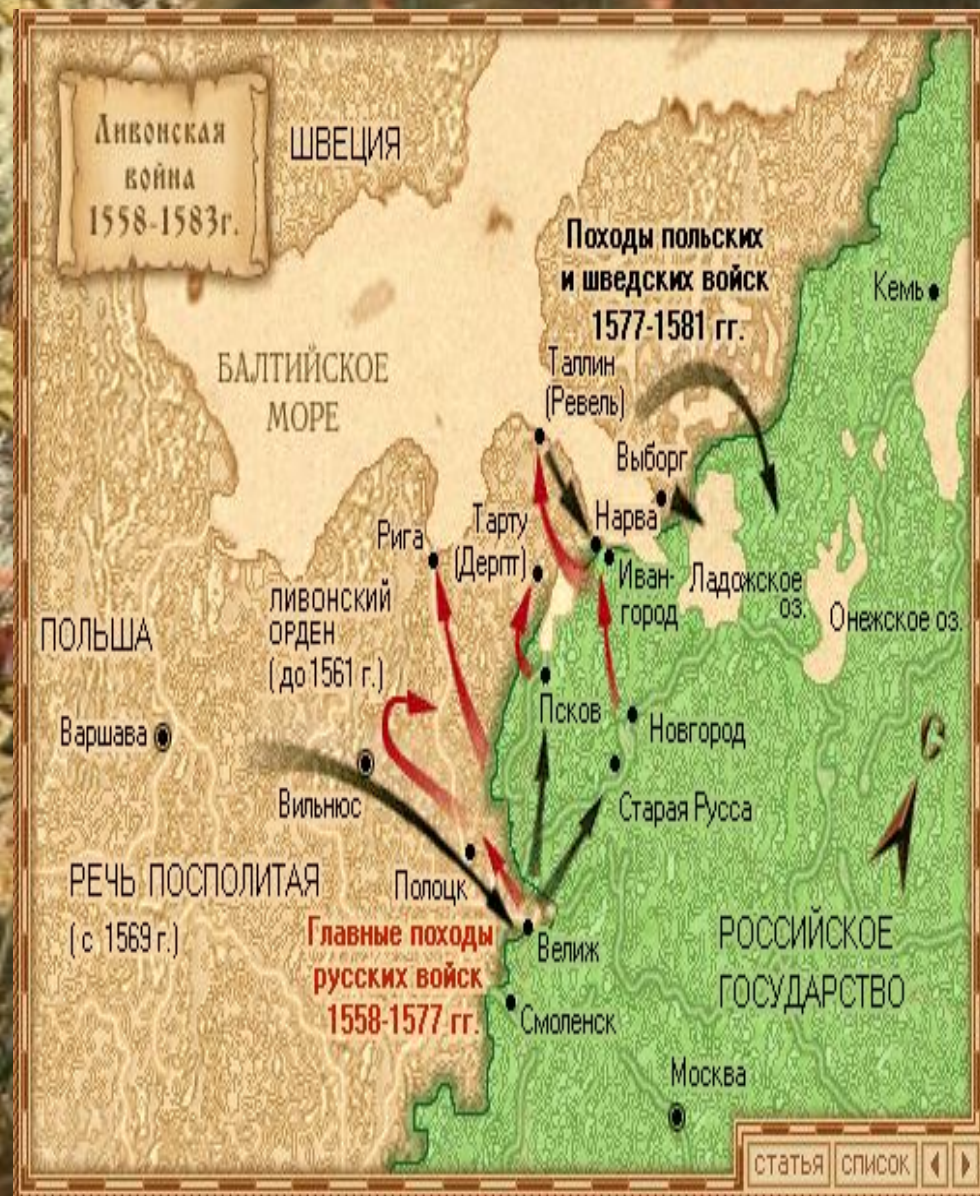 Ливонская
война
1558-1583г.
ШВЕЦИЯ
Походы польских
и шведских войск
1577-1581 гг.
Кемь
БАЛТИЙСКОЕ
МОРЕ
Таллин
(Ревель)
Выборг
Нарва
Тарту
(Дерпт)
Рига
Иван-
город
Ладожское
оз.
Онежское оз.
ЛИВОНСКИЙ
ОРДЕН
(до 1561 г.)
ПОЛЬША
Варшава
Псков
Новгород
С
Вильнюс
Старая Русса
РЕЧЬ ПОСПОЛИТАЯ
(с 1569 г.)
Полоцк
Главные походы
русских войск
1558-1577 гг.
Велиж
РОССИЙСКОЕ
ГОСУДАРСТВО
Смоленск
Москва
статья список